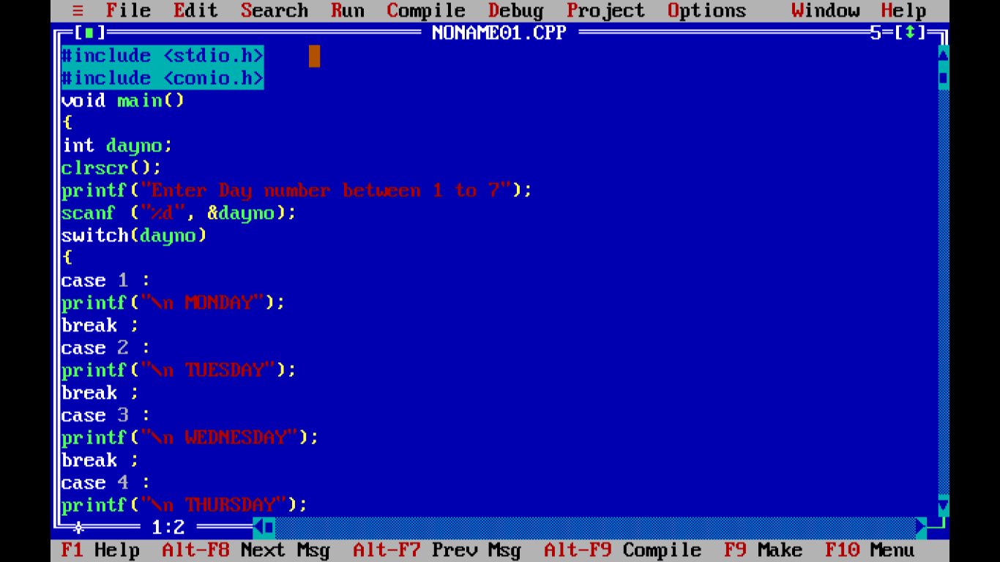 ≡ File Edit Search Run Compile Debug Project Options Window Help
[■] NONAME01.CPP 5=[↕]
#include <stdio.h>
#include <conio.h>
void main()
{
int dayno;
clrscr();
printf("Enter Day number between 1 to 7");
scanf ("%d", &dayno);
switch(dayno)
{
case 1 :
printf("\n MONDAY");
break ;
case 2 :
printf("\n TUESDAY");
break ;
case 3 :
printf("\n WEDNESDAY");
break ;
case 4 :
printf("\n THURSDAY");
1:2
F1 Help Alt-F8 Next Msg Alt-F7 Prev Msg Alt-F9 Compile F9 Make F10 Menu